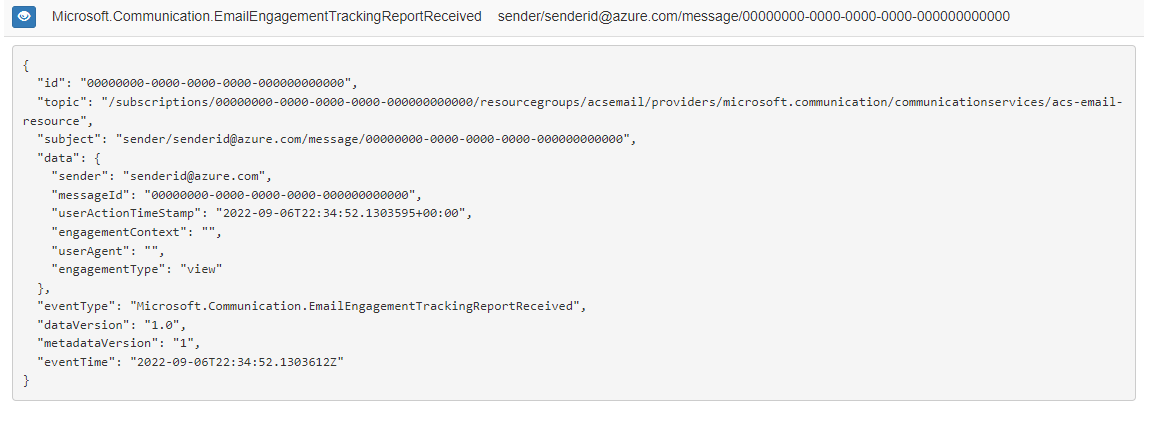 Microsoft.Communication.EmailEngagementTrackingReportReceived sender/senderid@azure.com/message/00000000-0000-0000-0000-000000000000
{
  "id": "00000000-0000-0000-0000-000000000000",
  "topic": "/subscriptions/00000000-0000-0000-0000-000000000000/resourcegroups/acsemail/providers/microsoft.communication/communicationservices/acs-email-
resource",
  "subject": "sender/senderid@azure.com/message/00000000-0000-0000-0000-000000000000",
  "data": {
    "sender": "senderid@azure.com",
    "messageId": "00000000-0000-0000-0000-000000000000",
    "userActionTimeStamp": "2022-09-06T22:34:52.1303595+00:00",
    "engagementContext": "",
    "userAgent": "",
    "engagementType": "view"
  },
  "eventType": "Microsoft.Communication.EmailEngagementTrackingReportReceived",
  "dataVersion": "1.0",
  "metadataVersion": "1",
  "eventTime": "2022-09-06T22:34:52.1303612Z"
}